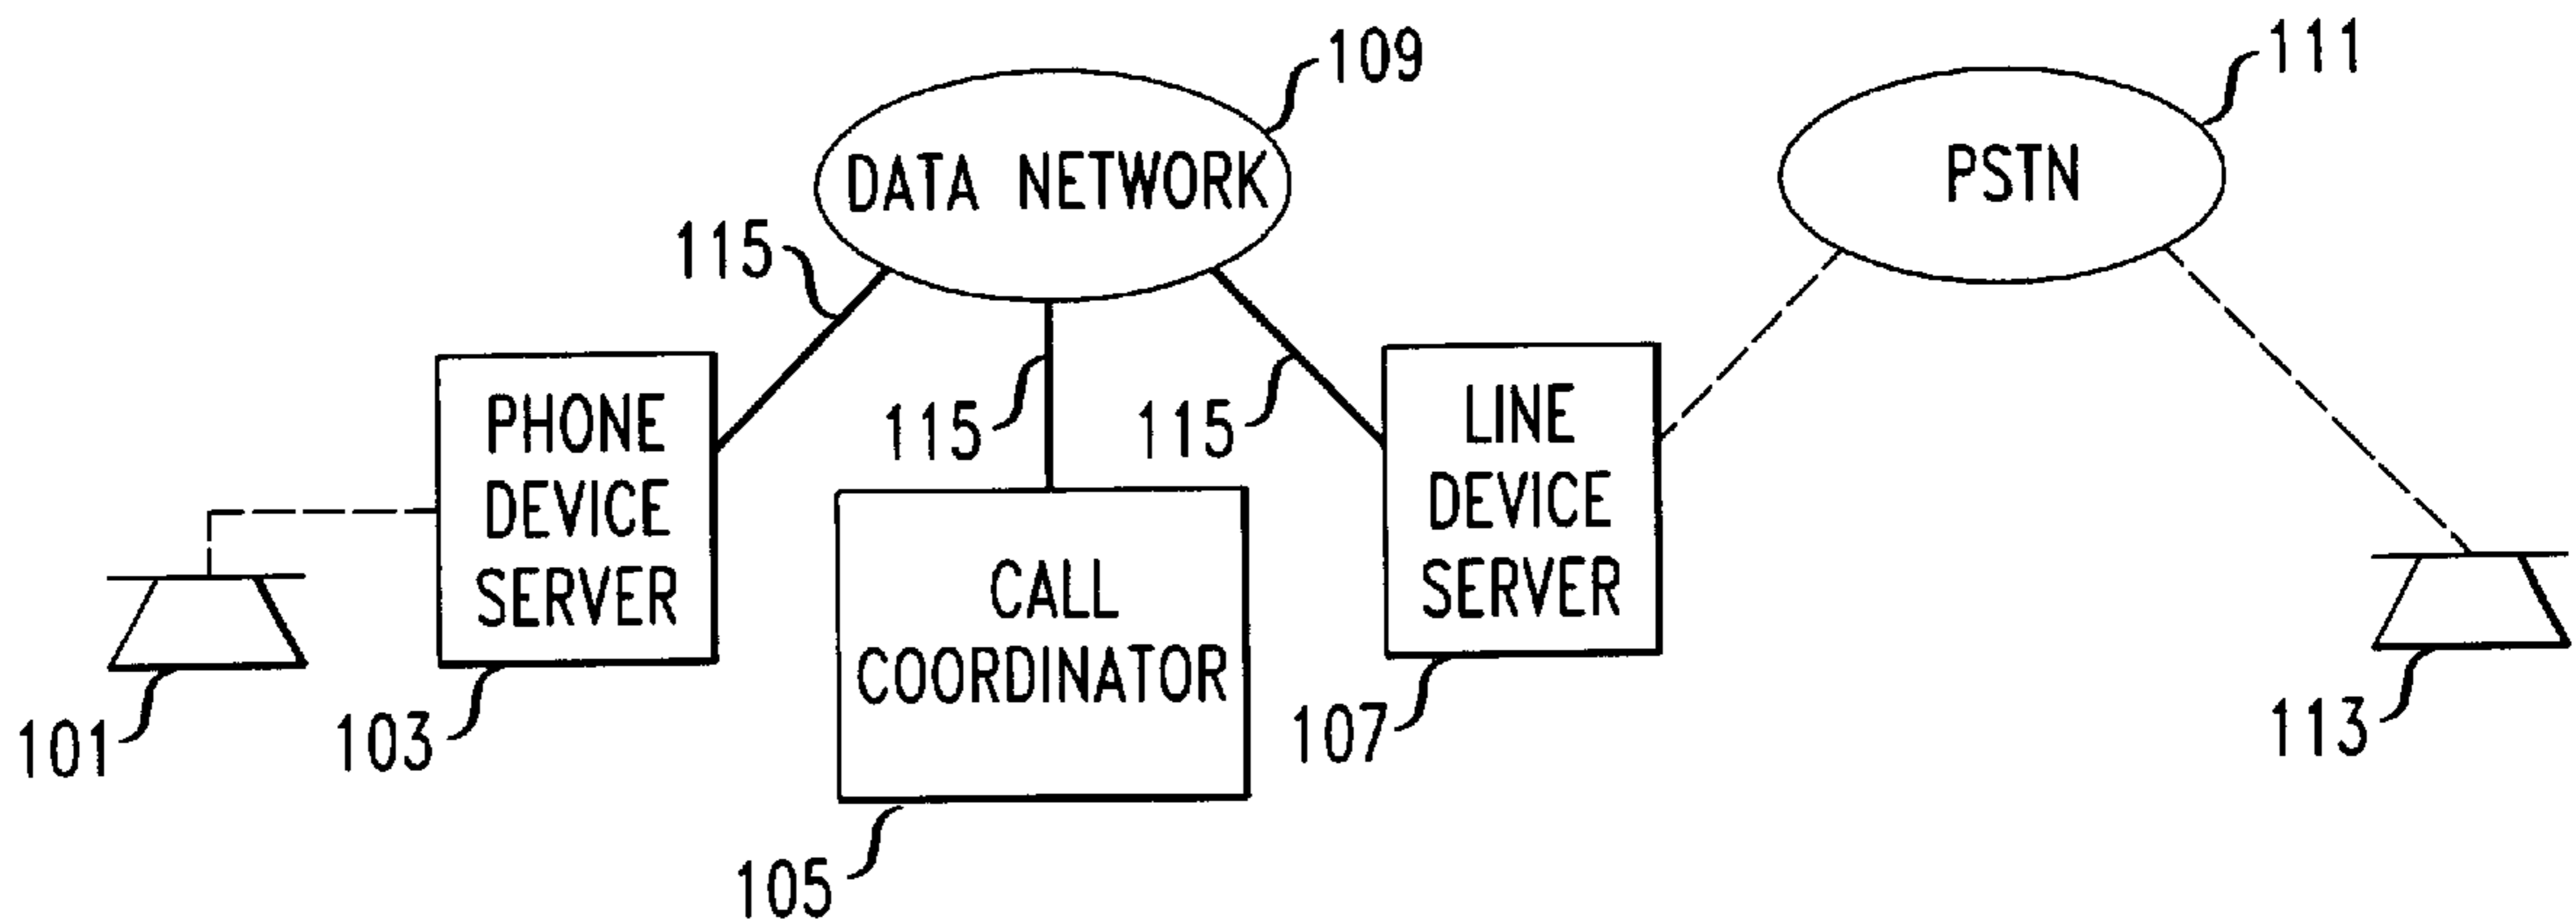 109
111
DATA NETWORK
PSTN
115
115
115
PHONE
DEVICE
SERVER
LINE
DEVICE
SERVER
CALL
COORDINATOR
101
103
107
113
105